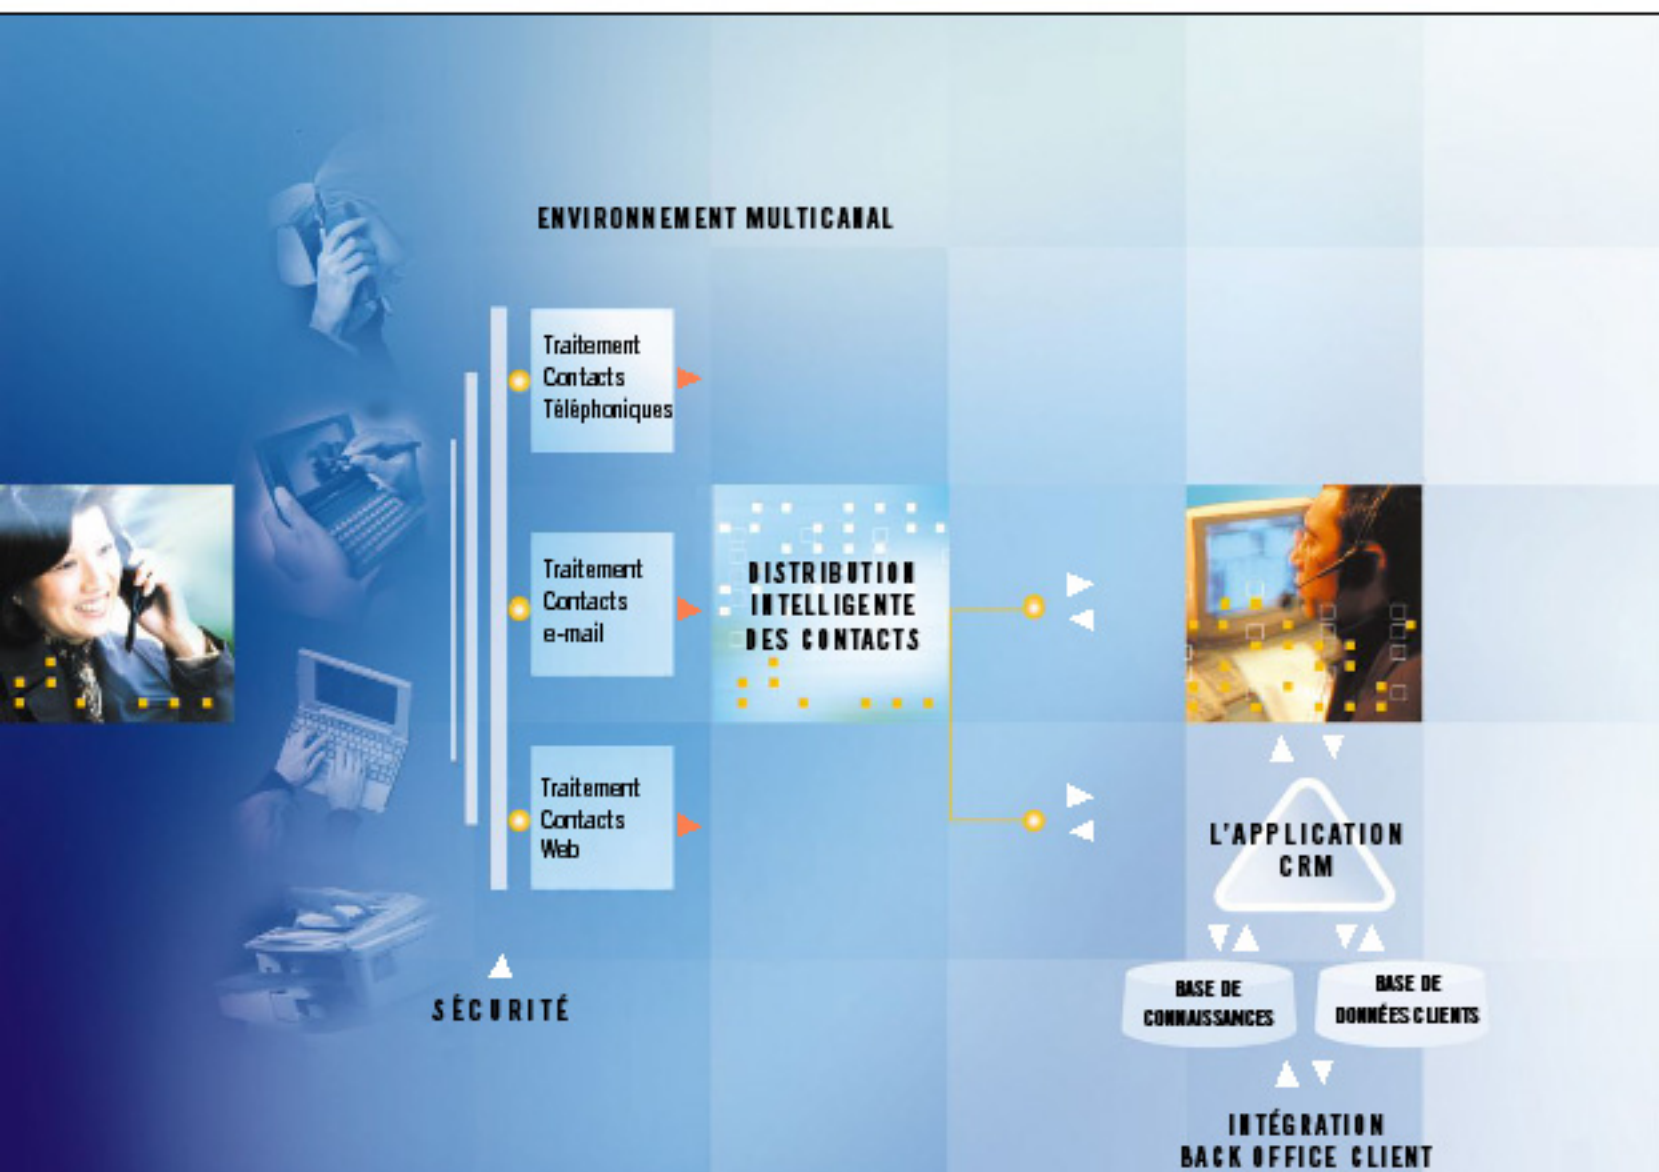 ENVIRONNEMENT MULTICANAL
Traitement
Contacts
Téléphoniques
Traitement
Contacts
e-mail
Traitement
Contacts
Web
DISTRIBUTION
INTELLIGENTE
DES CONTACTS
SÉCURITÉ
L'APPLICATION
CRM
BASE DE
CONNAISSANCES
BASE DE
DONNÉES CLIENTS
INTÉGRATION
BACK OFFICE CLIENT